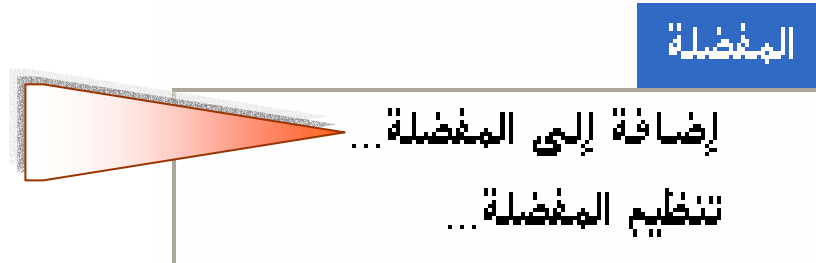 المفضلة
إضافة إلى المفضلة...
تنظيم المفضلة...